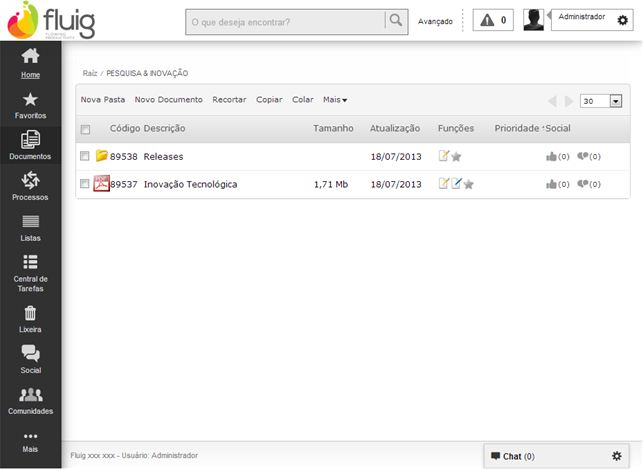 fluig
O que deseja encontrar?
Avançado
0
Administrador
Home
Favoritos
Documentos
Processos
Listas
Central de
Tarefas
Lixeira
Social
Comunidades
Mais
Raíz / PESQUISA & INOVAÇÃO
Nova Pasta Novo Documento Recortar Copiar Colar Mais
30
Código Descrição Tamanho Atualização Funções Prioridade Social
89538 Releases 18/07/2013 (0) (0)
89537 Inovação Tecnológica 1,71 Mb 18/07/2013 (0) (0)
Fluig xxx xxx - Usuário: Administrador
Chat (0)